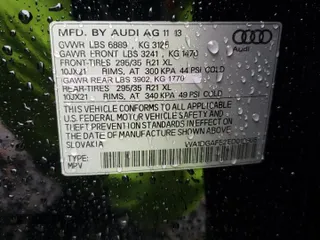 MFD. BY AUDI AG 11 13
GVWR LBS 6889 , KG 3125
GAWR FRONT LBS 3241 , KG 1470
FRONT-TIRES 295/35 R21 XL
10JX21 RIMS, AT 300 KPA 44 PSI COLD
GAWR REAR LBS 3902, KG 1770
REAR-TIRES 295/35 R21 XL
10JX21 RIMS, AT 340 KPA 49 PSI COLD
THIS VEHICLE CONFORMS TO ALL APPLICABLE
U.S. FEDERAL MOTOR VEHICLE SAFETY, BUMPER
AND THEFT PREVENTION STANDARDS IN EFFECT ON
THE DATE OF MANUFACTURE SHOWN ABOVE.
SLOVAKIA
TYPE:
MPV
Audi